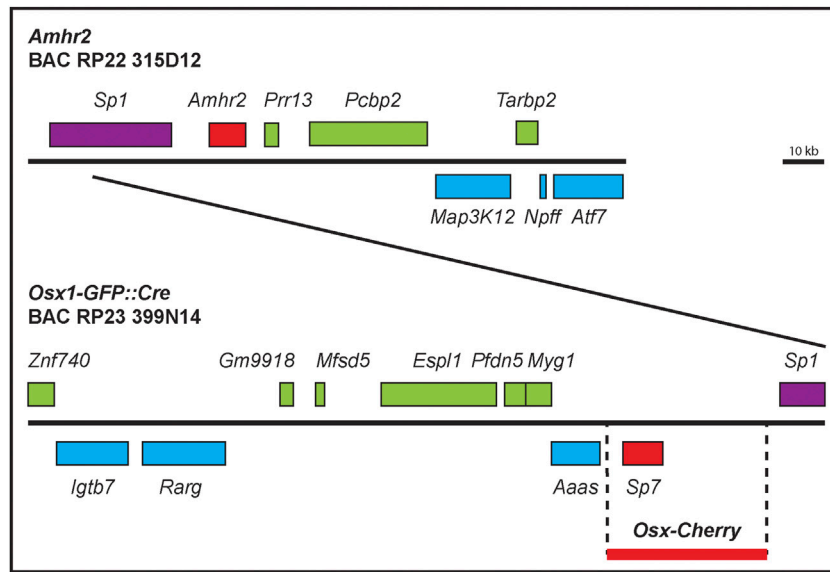 Amhr2
BAC RP22 315D12
Sp1 Amhr2 Prr13 Pcbp2 Tarbp2
10 kb
Map3K12 Npff Atf7
Osx1-GFP::Cre
BAC RP23 399N14
Znf740 Gm9918 Mfsd5 Espl1 Pfdn5 Myg1 Sp1
Igtb7 Rarg Aaas Sp7
Osx-Cherry